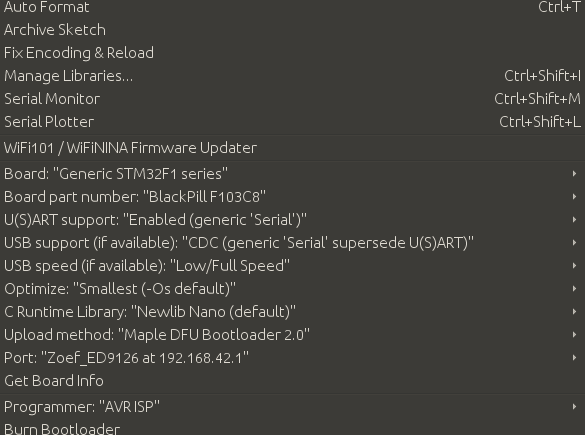 Auto Format Ctrl+T
Archive Sketch
Fix Encoding & Reload
Manage Libraries... Ctrl+Shift+I
Serial Monitor Ctrl+Shift+M
Serial Plotter Ctrl+Shift+L
WiFi101 / WiFiNINA Firmware Updater
Board: "Generic STM32F1 series"
Board part number: "BlackPill F103C8"
U(S)ART support: "Enabled (generic 'Serial')"
USB support (if available): "CDC (generic 'Serial' supersede U(S)ART)"
USB speed (if available): "Low/Full Speed"
Optimize: "Smallest (-Os default)"
C Runtime Library: "Newlib Nano (default)"
Upload method: "Maple DFU Bootloader 2.0"
Port: "Zoef_ED9126 at 192.168.42.1"
Get Board Info
Programmer: "AVR ISP"
Burn Bootloader